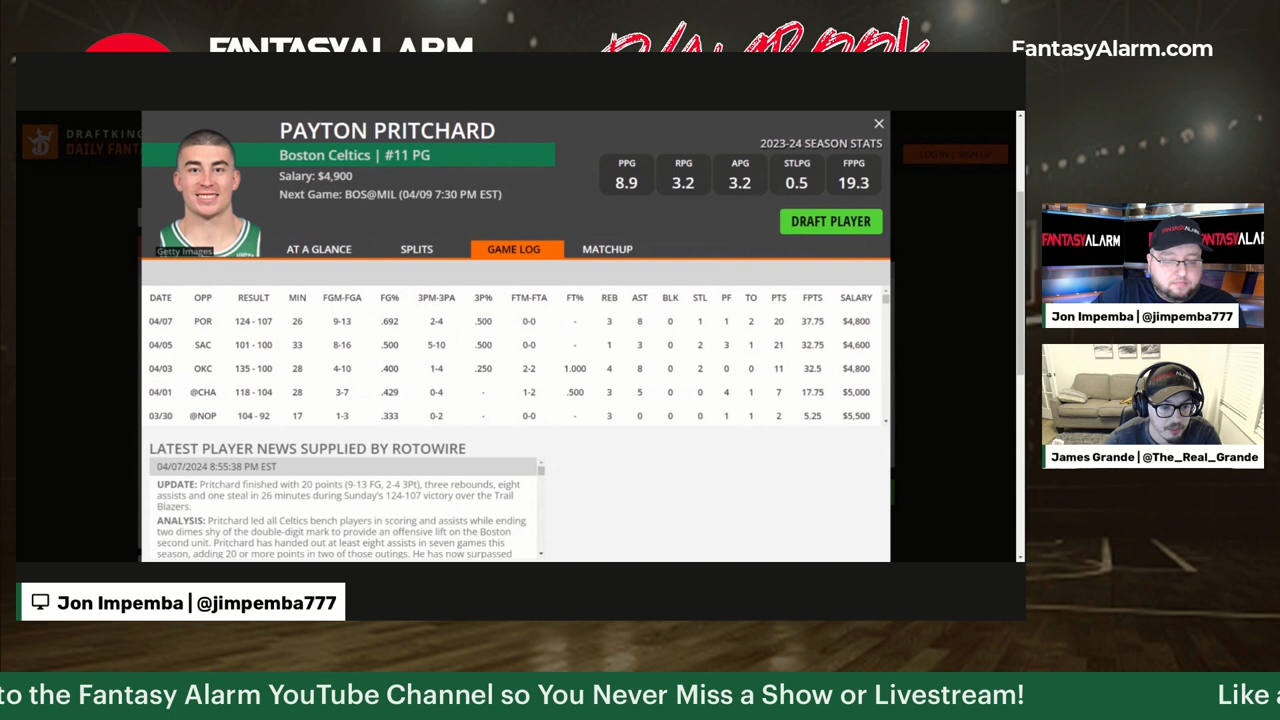 FANTASYALARM
PLAYBOOK
FantasyAlarm.com
DRAFTKIN
DAILY FANT
LOG IN | SIGN UP
PAYTON PRITCHARD
Boston Celtics | #11 PG
Salary: $4,900
Next Game: BOS@MIL (04/09 7:30 PM EST)
Getty Images
2023-24 SEASON STATS
PPG RPG APG STLPG FPPG
8.9 3.2 3.2 0.5 19.3
DRAFT PLAYER
AT A GLANCE SPLITS GAME LOG MATCHUP
DATE OPP RESULT MIN FGM-FGA FG% 3PM-3PA 3P% FTM-FTA FT% REB AST BLK STL PF TO PTS FPTS SALARY
04/07 POR 124 - 107 26 9-13 .692 2-4 .500 0-0 - 3 8 0 1 1 2 20 37.75 $4,800
04/05 SAC 101 - 100 33 8-16 .500 5-10 .500 0-0 - 1 3 0 2 3 1 21 32.75 $4,600
04/03 OKC 135 - 100 28 4-10 .400 1-4 .250 2-2 1.000 4 8 0 2 0 0 11 32.5 $4,800
04/01 @CHA 118 - 104 28 3-7 .429 0-4 - 1-2 .500 3 5 0 0 4 1 7 17.75 $5,000
03/30 @NOP 104 - 92 17 1-3 .333 0-2 - 0-0 - 3 0 0 0 1 1 2 5.25 $5,500
LATEST PLAYER NEWS SUPPLIED BY ROTOWIRE
04/07/2024 8:55:38 PM EST
UPDATE: Pritchard finished with 20 points (9-13 FG, 2-4 3Pt), three rebounds, eight
assists and one steal in 26 minutes during Sunday's 124-107 victory over the Trail
Blazers.
ANALYSIS: Pritchard led all Celtics bench players in scoring and assists while ending
two dimes shy of the double-digit mark to provide an offensive lift on the Boston
second unit. Pritchard has handed out at least eight assists in seven games this
season, adding 20 or more points in two of those outings. He has now surpassed
FANTASYALARM
Jon Impemba | @jimpemba777
James Grande | @The_Real_Grande
Jon Impemba | @jimpemba777
to the Fantasy Alarm YouTube Channel so You Never Miss a Show or Livestream! Like a